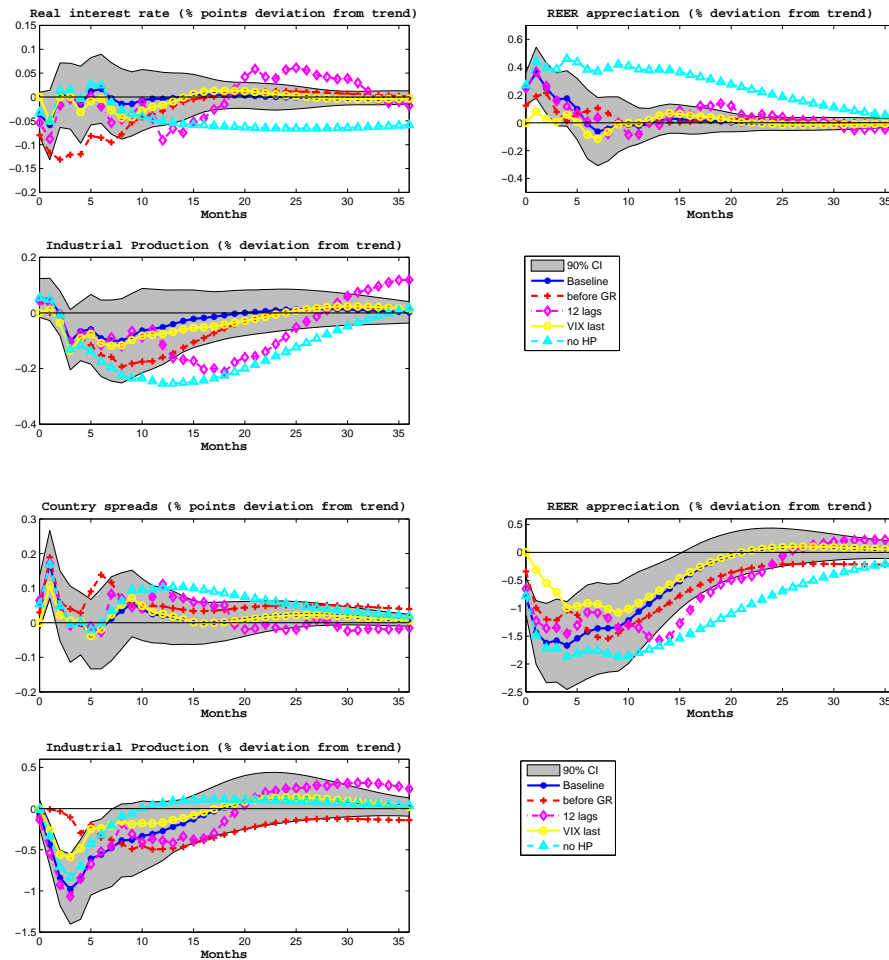 Real interest rate (% points deviation from trend)
0.15
0.1
0.05
0
−0.05
−0.1
−0.15
−0.2
0 5 10 15 20 25 30 35
Months
REER appreciation (% deviation from trend)
0.6
0.4
0.2
0
−0.2
−0.4
−0.5
0 5 10 15 20 25 30 35
Months
Industrial Production (% deviation from trend)
0.2
0
−0.2
−0.4
0 5 10 15 20 25 30 35
Months
90% CI
Baseline
before GR
12 lags
VIX last
no HP
Country spreads (% points deviation from trend)
0.3
0.2
0.1
0
−0.1
−0.2
0 5 10 15 20 25 30 35
Months
REER appreciation (% deviation from trend)
0.5
0
−0.5
−1
−1.5
−2
−2.5
0 5 10 15 20 25 30 35
Months
Industrial Production (% deviation from trend)
0.5
0
−0.5
−1
−1.5
0 5 10 15 20 25 30 35
Months
90% CI
Baseline
before GR
12 lags
VIX last
no HP